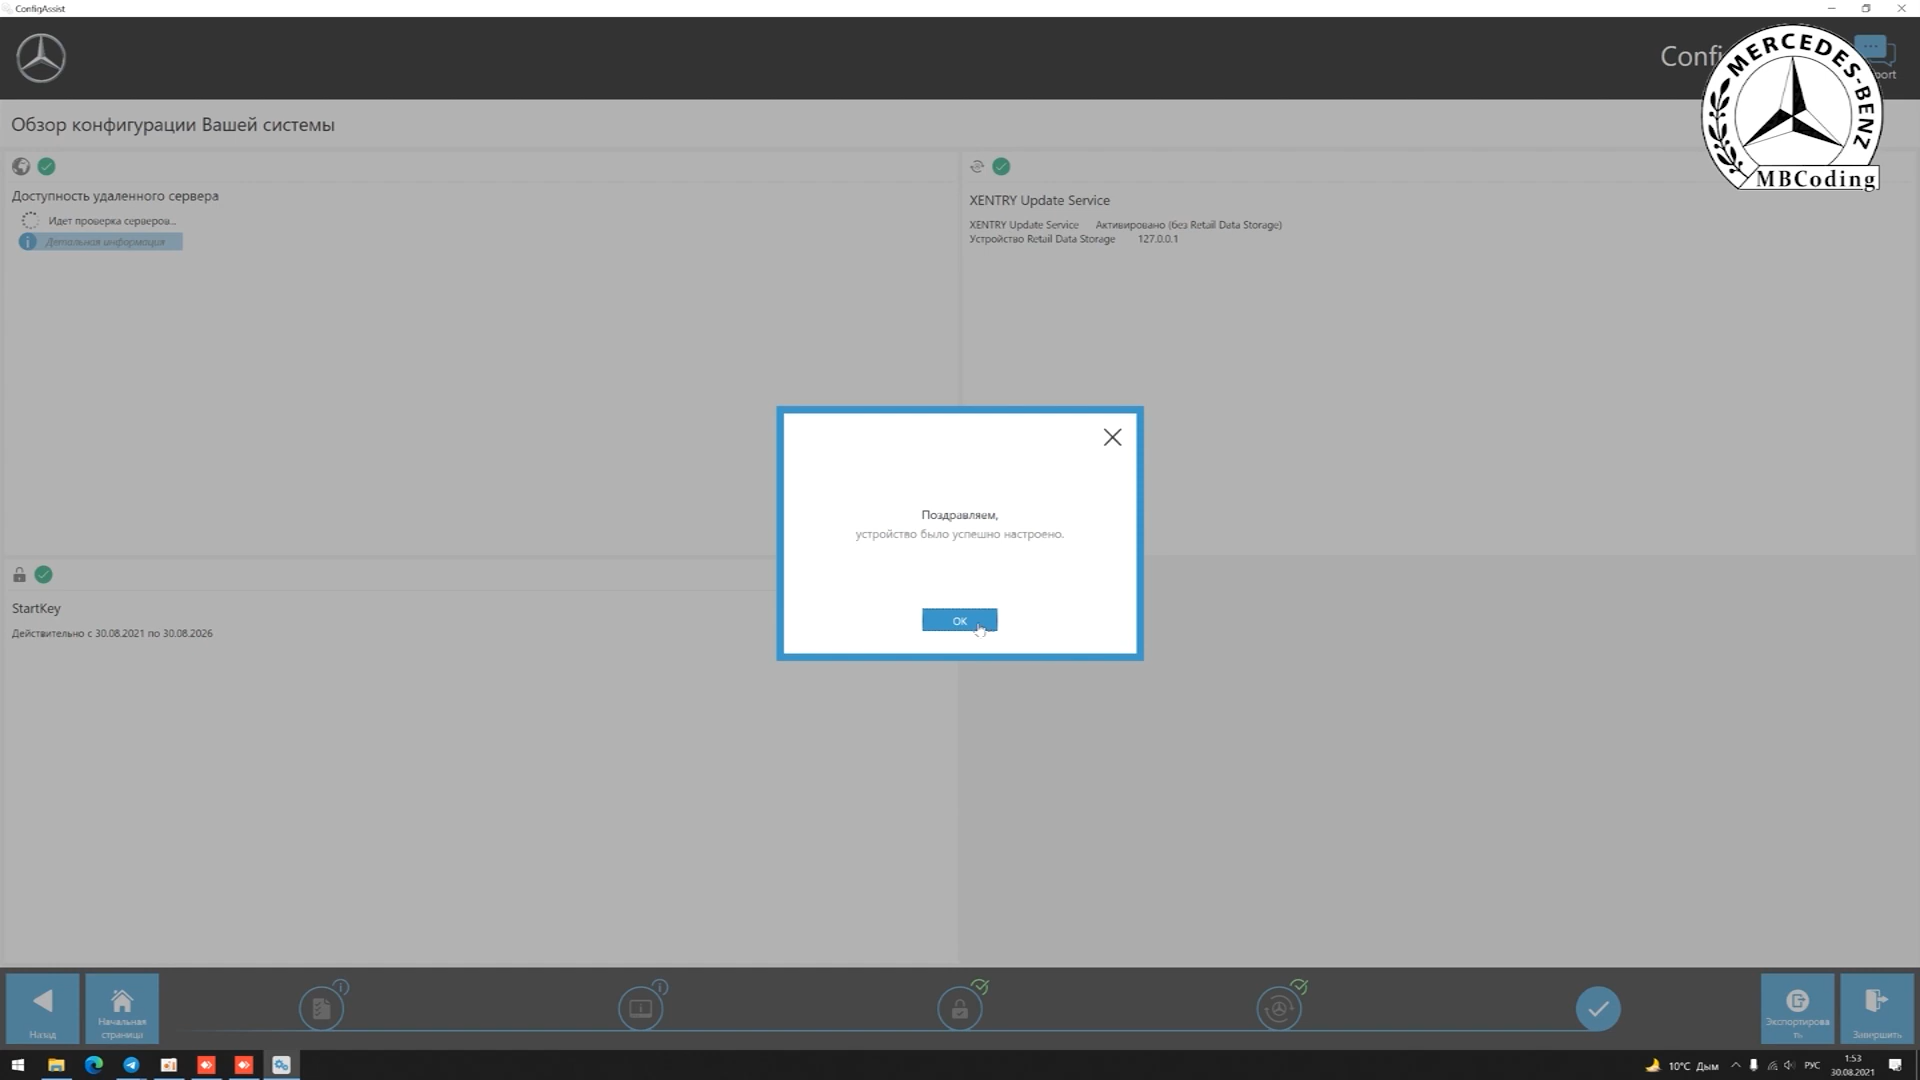 ConfigAssist
Confi
port
MERCEDES-BENZ
MBCoding
Обзор конфигурации Вашей системы
Доступность удаленного сервера
Идет проверка серверов...
Детальная информация
XENTRY Update Service
XENTRY Update Service Активировано (без Retail Data Storage)
Устройство Retail Data Storage 127.0.0.1
Поздравляем,
устройство было успешно настроено.
OK
StartKey
Действительно с 30.08.2021 по 30.08.2026
Назад
Начальная
страница
Экспортирова
ть
Завершить
10°C Дым
РУС
1:53
30.08.2021